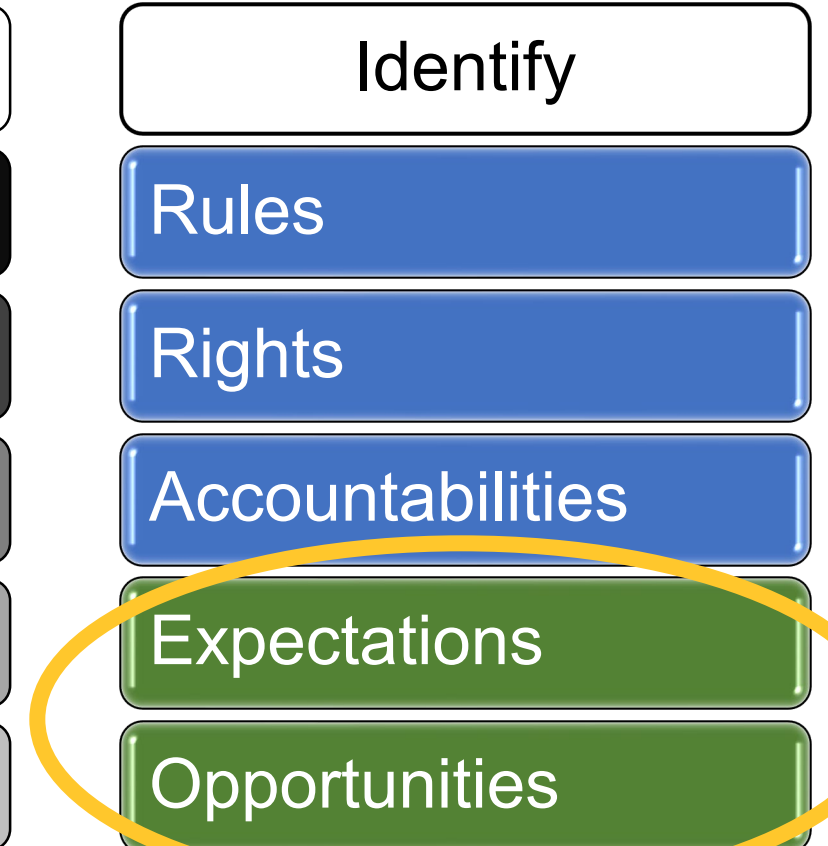 Identify
Rules
Rights
Accountabilities
Expectations
Opportunities